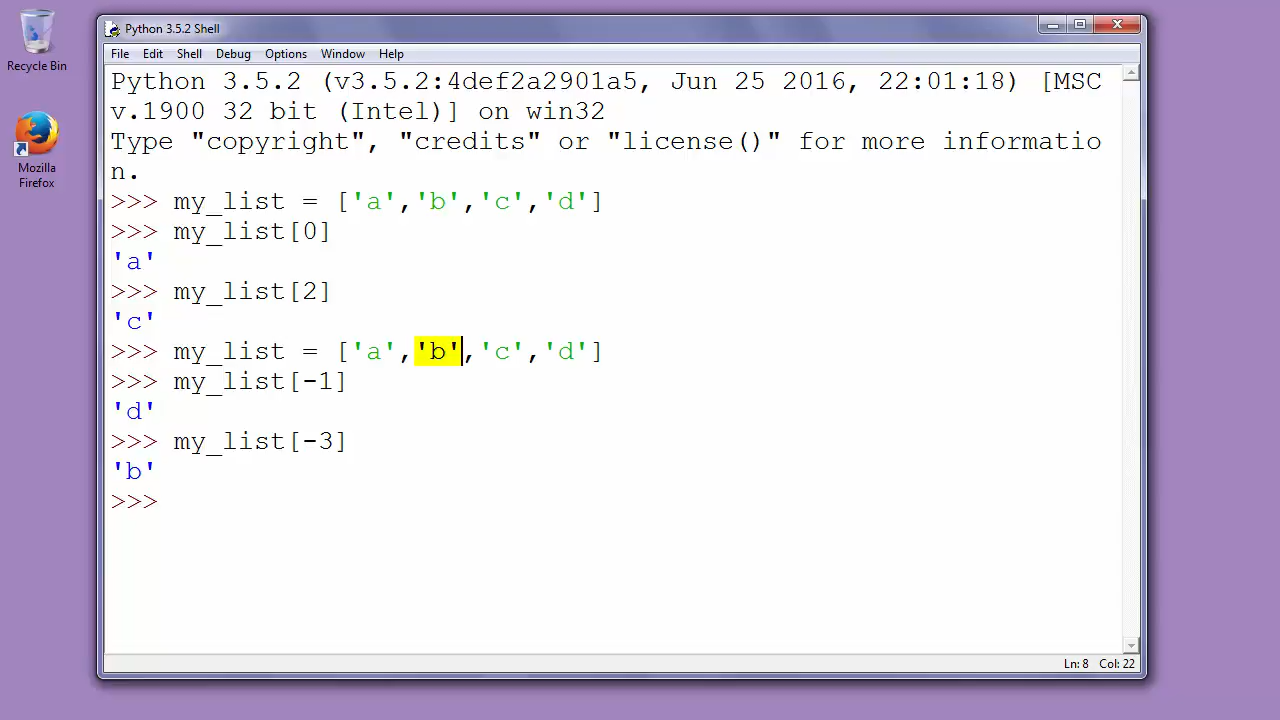 Recycle Bin
Mozilla
Firefox
Python 3.5.2 Shell
File Edit Shell Debug Options Window Help
Python 3.5.2 (v3.5.2:4def2a2901a5, Jun 25 2016, 22:01:18) [MSC
v.1900 32 bit (Intel)] on win32
Type "copyright", "credits" or "license()" for more informatio
n.
>>> my_list = ['a','b','c','d']
>>> my_list[0]
'a'
>>> my_list[2]
'c'
>>> my_list = ['a','b','c','d']
>>> my_list[-1]
'd'
>>> my_list[-3]
'b'
>>>
Ln: 8 Col: 22